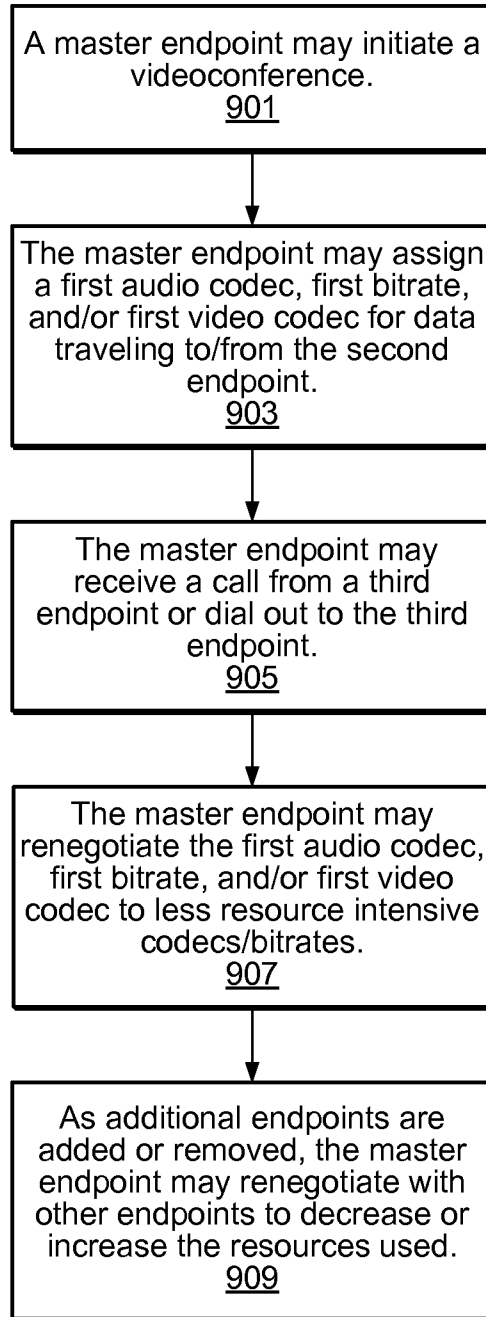 A master endpoint may initiate a
videoconference.
901
The master endpoint may assign
a first audio codec, first bitrate,
and/or first video codec for data
traveling to/from the second
endpoint.
903
The master endpoint may
receive a call from a third
endpoint or dial out to the third
endpoint.
905
The master endpoint may
renegotiate the first audio codec,
first bitrate, and/or first video
codec to less resource intensive
codecs/bitrates.
907
As additional endpoints are
added or removed, the master
endpoint may renegotiate with
other endpoints to decrease or
increase the resources used.
909